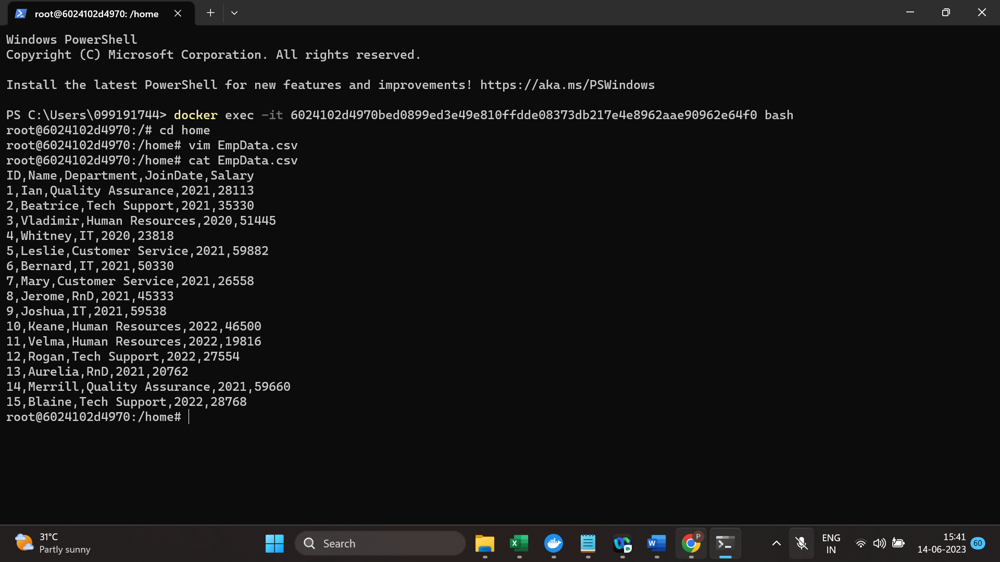 root@6024102d4970: /home
Windows PowerShell
Copyright (C) Microsoft Corporation. All rights reserved.
Install the latest PowerShell for new features and improvements! https://aka.ms/PSWindows
PS C:\Users\099191744> docker exec -it 6024102d4970bed0899ed3e49e810ffdde08373db217e4e8962aae90962e64f0 bash
root@6024102d4970:/# cd home
root@6024102d4970:/home# vim EmpData.csv
root@6024102d4970:/home# cat EmpData.csv
ID,Name,Department,JoinDate,Salary
1,Ian,Quality Assurance,2021,28113
2,Beatrice,Tech Support,2021,35330
3,Vladimir,Human Resources,2020,51445
4,Whitney,IT,2020,23818
5,Leslie,Customer Service,2021,59882
6,Bernard,IT,2021,50330
7,Mary,Customer Service,2021,26558
8,Jerome,RnD,2021,45333
9,Joshua,IT,2021,59538
10,Keane,Human Resources,2022,46500
11,Velma,Human Resources,2022,19816
12,Rogan,Tech Support,2022,27554
13,Aurelia,RnD,2021,20762
14,Merrill,Quality Assurance,2021,59660
15,Blaine,Tech Support,2022,28768
root@6024102d4970:/home#
31°C
Partly sunny
Search
X
W
P
ENG
IN
15:41
14-06-2023
60